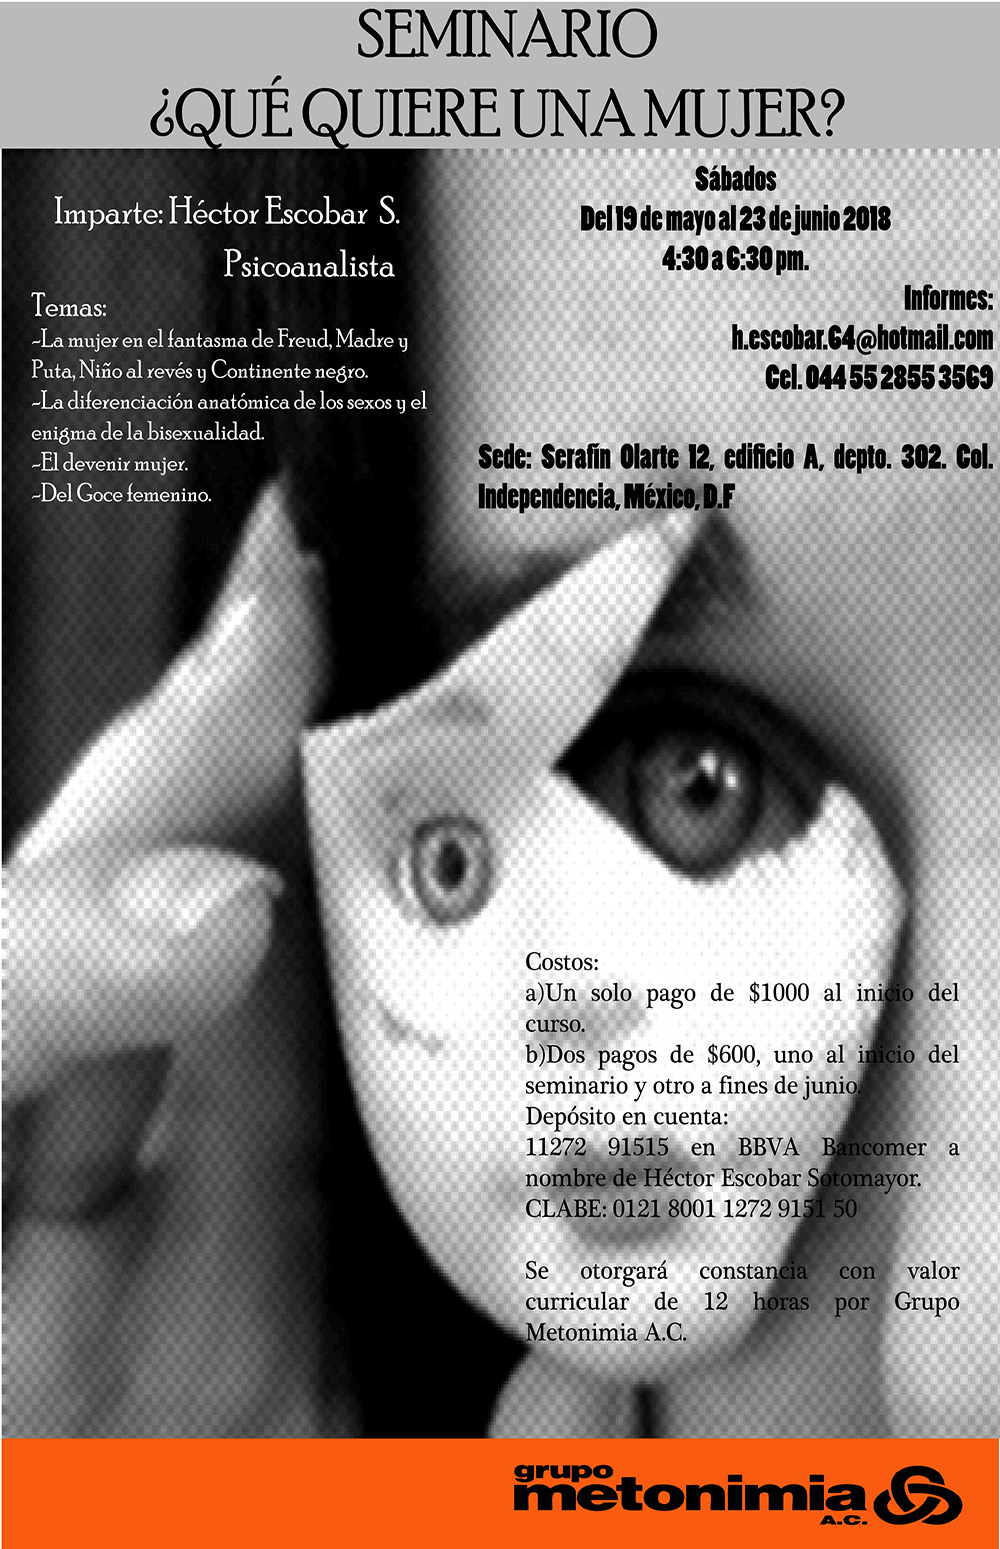 SEMINARIO
¿QUÉ QUIERE UNA MUJER?
Imparte: Héctor Escobar S.
Psicoanalista
Temas:
-La mujer en el fantasma de Freud, Madre y
Puta, Niño al revés y Continente negro.
-La diferenciación anatómica de los sexos y el
enigma de la bisexualidad.
-El devenir mujer.
-Del Goce femenino.
Sábados
Del 19 de mayo al 23 de junio 2018
4:30 a 6:30 pm.
Informes:
h.escobar.64@hotmail.com
Cel. 044 55 2855 3569
Sede: Serafín Olarte 12, edificio A, depto. 302. Col.
Independencia, México, D.F
Costos:
a)Un solo pago de $1000 al inicio del
curso.
b)Dos pagos de $600, uno al inicio del
seminario y otro a fines de junio.
Depósito en cuenta:
11272 91515 en BBVA Bancomer a
nombre de Héctor Escobar Sotomayor.
CLABE: 0121 8001 1272 9151 50
Se otorgará constancia con valor
curricular de 12 horas por Grupo
Metonimia A.C.
grupo
metonimia
A.C.